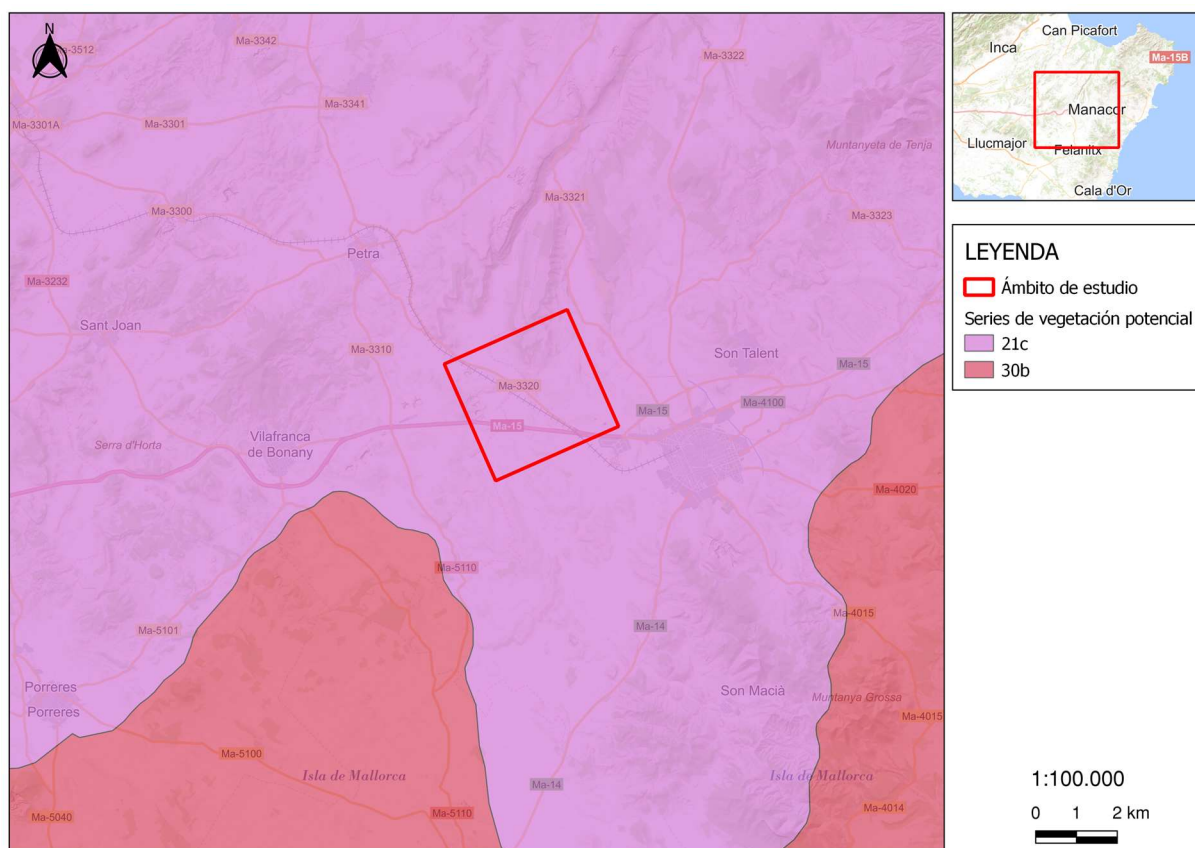 N
Ma-3512
Ma-3342
Ma-3322
Ma-3341
Ma-3301A
Ma-3301
Muntanyeta de Tenja
Ma-3321
Ma-3300
Ma-3323
Petra
Ma-3232
Sant Joan
Ma-3310
Son Talent
Ma-15
Ma-3320
Ma-4100
Ma-15
Ma-15
Vilafranca
de Bonany
Serra d'Horta
Ma-4020
Ma-5110
Ma-4015
Ma-5101
Ma-14
Porreres
Porreres
Son Macià
Muntanya Grossa
Ma-4015
Ma-5100
Isla de Mallorca
Isla de Mallorca
Ma-14
Ma-5040
Ma-5110
Ma-4014
Can Picafort
Inca
Ma-15B
Manacor
Llucmajor
Felanitx
Cala d'Or
LEYENDA
Ámbito de estudio
Series de vegetación potencial
21c
30b
1:100.000
0 1 2 km